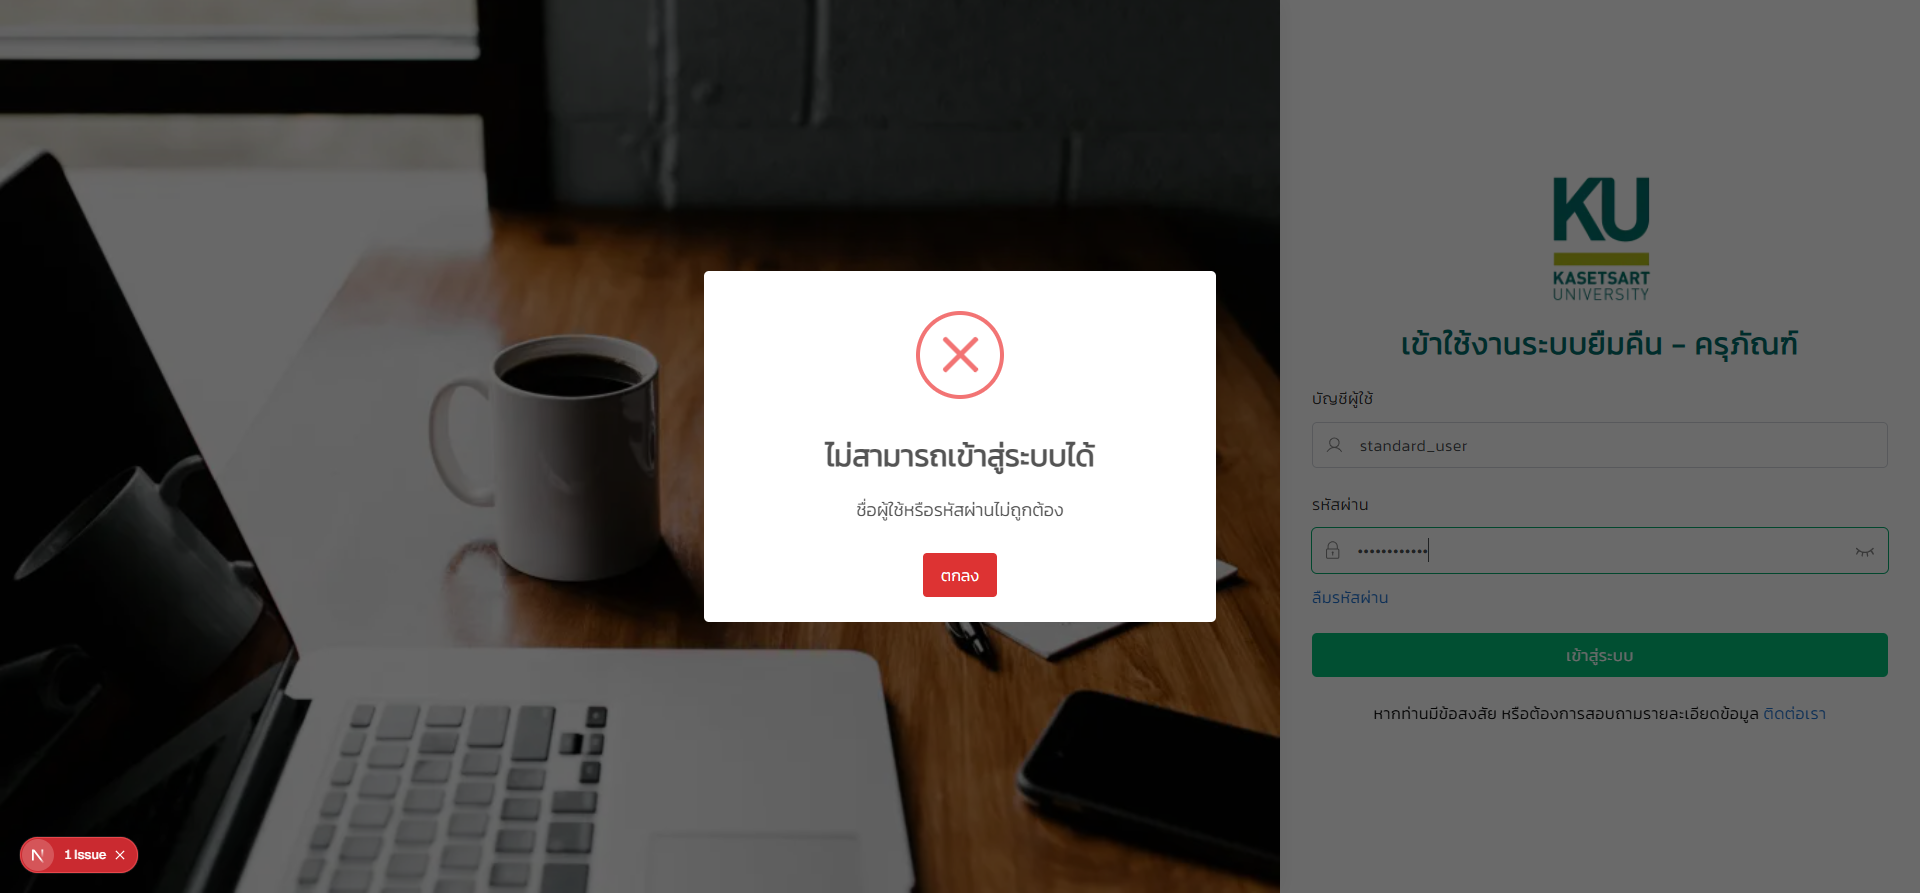 KU
KASETSART
UNIVERSITY
เข้าใช้งานระบบยืมคืน - ครุภัณฑ์
บัญชีผู้ใช้
standard_user
รหัสผ่าน
••••••••••••
ลืมรหัสผ่าน
เข้าสู่ระบบ
หากท่านมีข้อสงสัย หรือต้องการสอบถามรายละเอียดข้อมูล ติดต่อเรา
ไม่สามารถเข้าสู่ระบบได้
ชื่อผู้ใช้หรือรหัสผ่านไม่ถูกต้อง
ตกลง
N 1 Issue